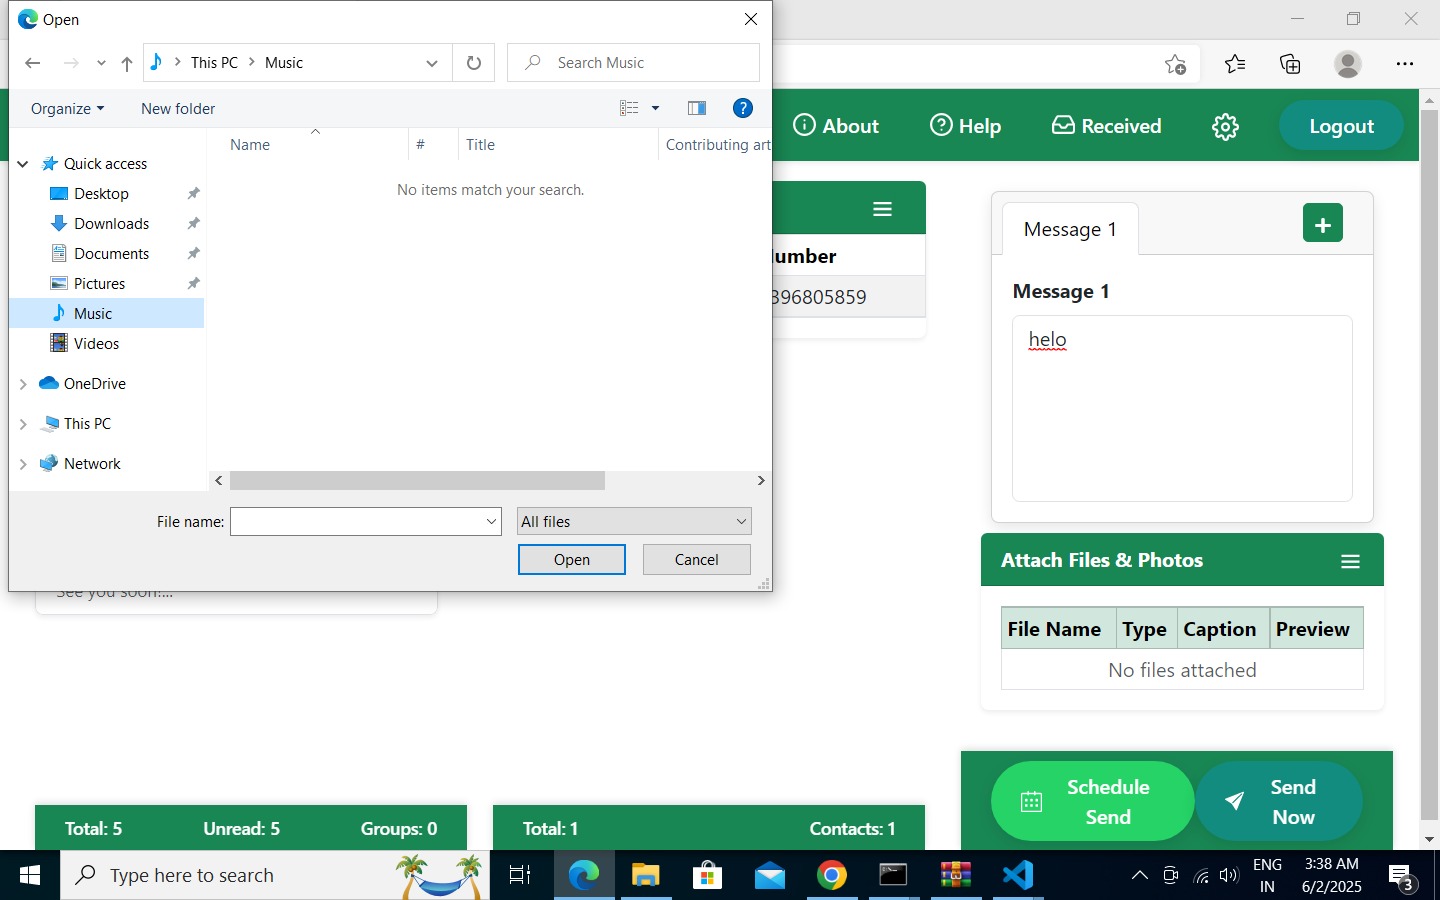 Open
This PC
Music
Search Music
Organize
New folder
Name
#
Title
Contributing art
No items match your search.
Quick access
Desktop
Downloads
Documents
Pictures
Music
Videos
OneDrive
This PC
Network
File name:
All files
Open
Cancel
About
Help
Received
Logout
Number
396805859
Message 1
+
Message 1
helo
Attach Files & Photos
File Name Type Caption Preview
No files attached
See you soon!...
Schedule
Send
Send
Now
Total: 5
Unread: 5
Groups: 0
Total: 1
Contacts: 1
Type here to search
ENG
IN
3:38 AM
6/2/2025
3